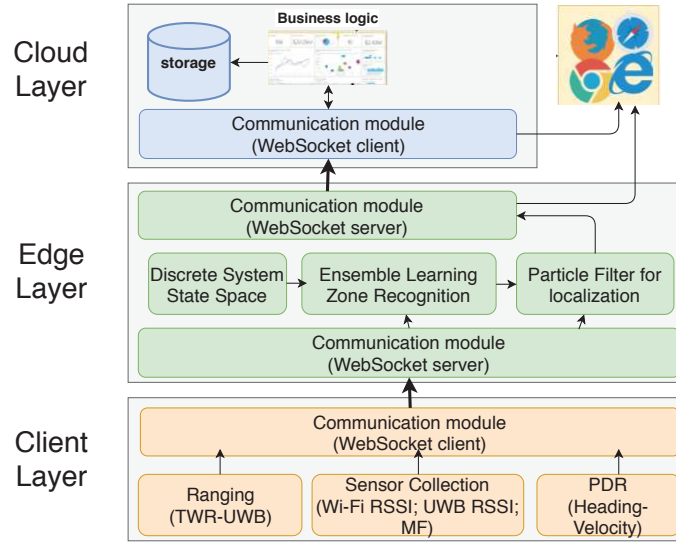 Cloud
Layer
Business logic
storage
Communication module
(WebSocket client)
Edge
Layer
Communication module
(WebSocket server)
Discrete System
State Space
Ensemble Learning
Zone Recognition
Particle Filter for
localization
Communication module
(WebSocket server)
Client
Layer
Communication module
(WebSocket client)
Ranging
(TWR-UWB)
Sensor Collection
(Wi-Fi RSSI; UWB RSSI;
MF)
PDR
(Heading-
Velocity)